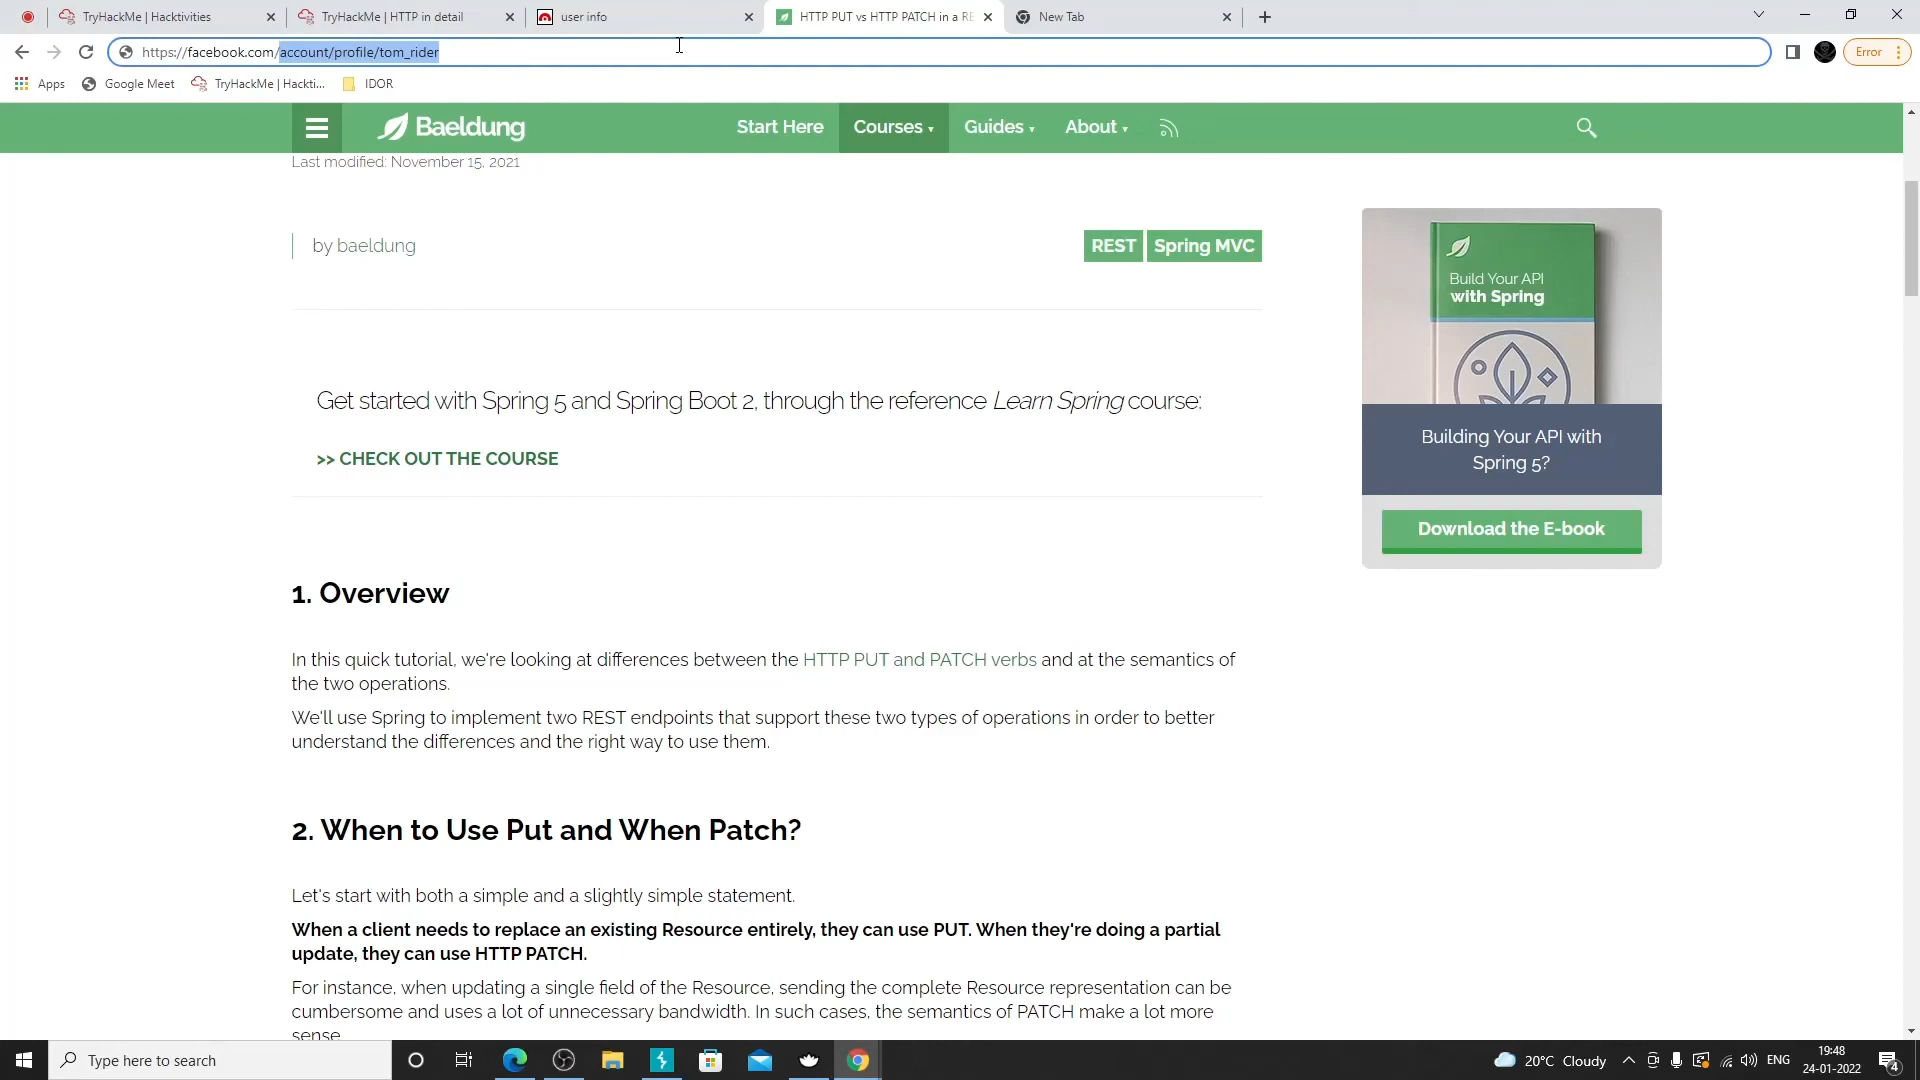 TryHackMe | Hacktivities
TryHackMe | HTTP in detail
user info
HTTP PUT vs HTTP PATCH in a RE
New Tab
https://facebook.com/account/profile/tom_rider
Error
Apps
Google Meet
TryHackMe | Hackti...
IDOR
Baeldung
Start Here
Courses
Guides
About
Last modified: November 15, 2021
by baeldung
REST
Spring MVC
Build Your API
with Spring
Get started with Spring 5 and Spring Boot 2, through the reference Learn Spring course:
>> CHECK OUT THE COURSE
Building Your API with
Spring 5?
Download the E-book
1. Overview
In this quick tutorial, we're looking at differences between the HTTP PUT and PATCH verbs and at the semantics of
the two operations.
We'll use Spring to implement two REST endpoints that support these two types of operations in order to better
understand the differences and the right way to use them.
2. When to Use Put and When Patch?
Let's start with both a simple and a slightly simple statement.
When a client needs to replace an existing Resource entirely, they can use PUT. When they're doing a partial
update, they can use HTTP PATCH.
For instance, when updating a single field of the Resource, sending the complete Resource representation can be
cumbersome and uses a lot of unnecessary bandwidth. In such cases, the semantics of PATCH make a lot more
sense.
Type here to search
20°C Cloudy
ENG
19:48
24-01-2022
4